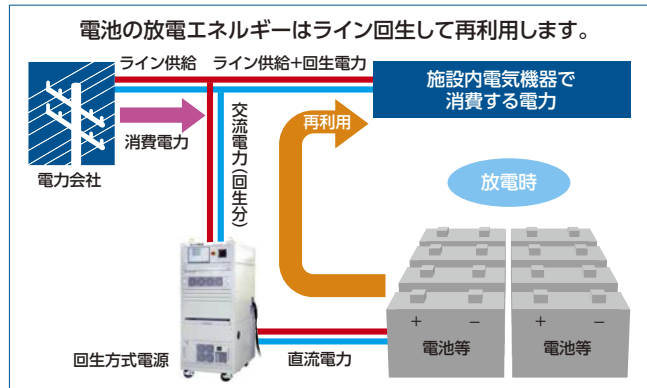 電池の放電エネルギーはライン回生して再利用します。
ライン供給
ライン供給+回生電力
施設内電気機器で
消費する電力
消費電力
電力会社
交流電力(回生分)
再利用
放電時
+ -
+ -
電池等
電池等
回生方式電源
直流電力